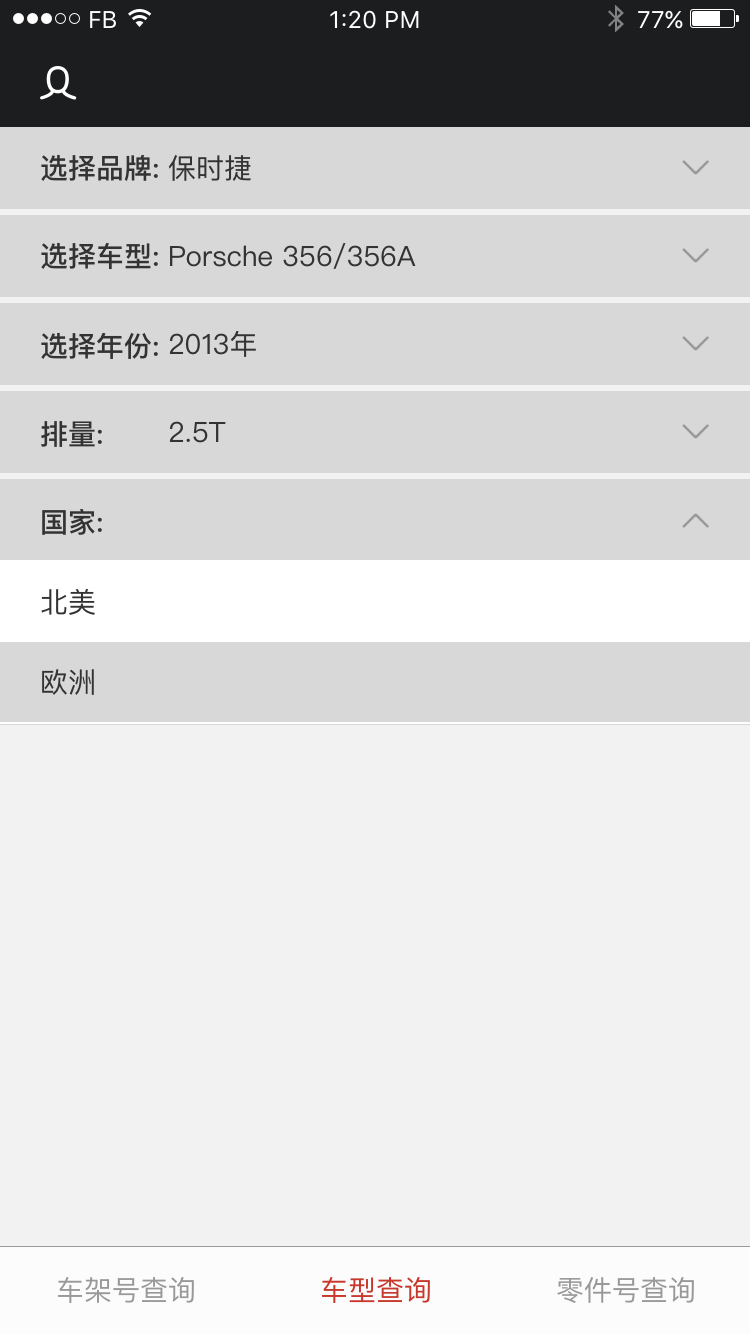 FB 1:20 PM 77%
选择品牌: 保时捷
选择车型: Porsche 356/356A
选择年份: 2013年
排量: 2.5T
国家:
北美
欧洲
车架号查询 车型查询 零件号查询